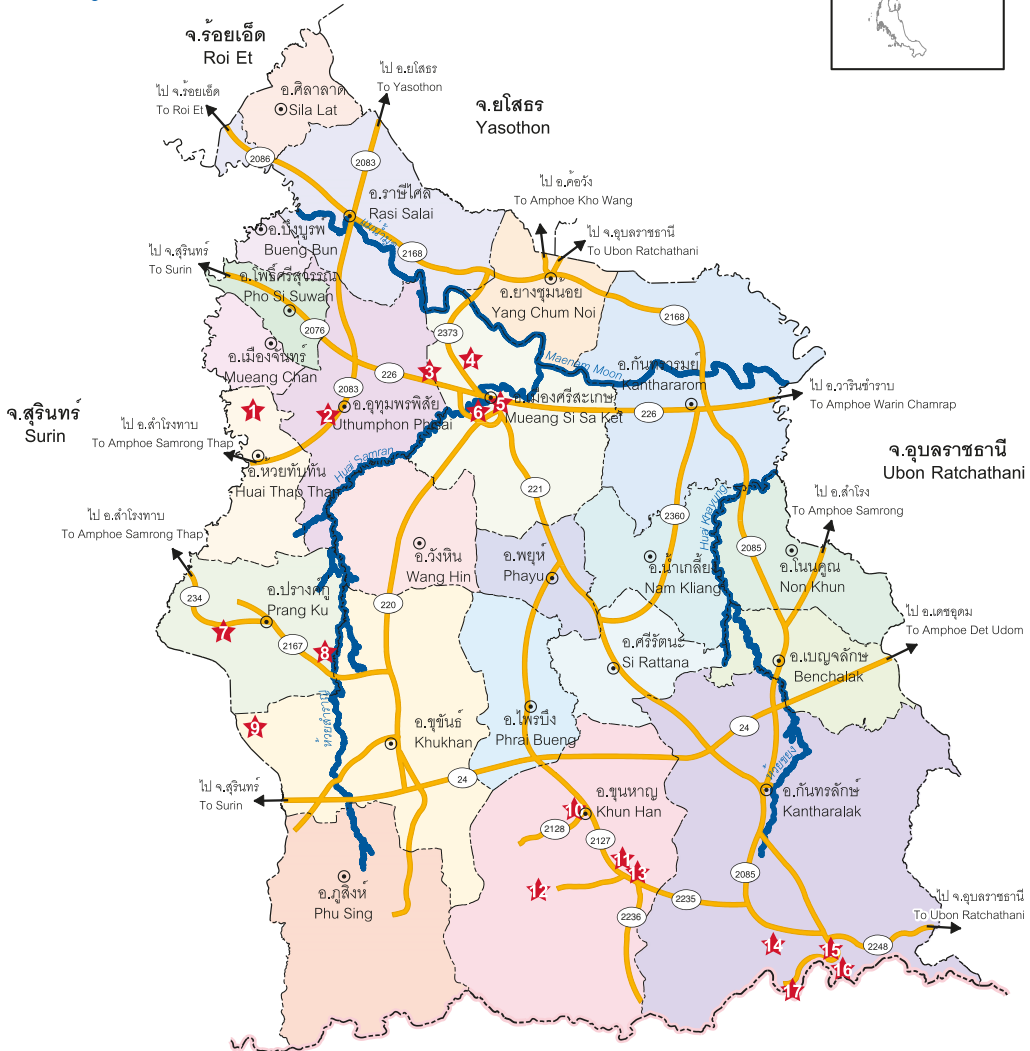 จ.ร้อยเอ็ด
Roi Et
ไป อ.ยโสธร
To Yasothon
อ.ศิลาลาด
Sila Lat
ไป จ.ร้อยเอ็ด
To Roi Et
จ.ยโสธร
Yasothon
2086
2083
ไป อ.ค้อวัง
To Amphoe Kho Wang
อ.ราษีไศล
Rasi Salai
อ.บึงบูรพ์
Bueng Bun
แม่น้ำมูล
ไป จ.อุบลราชธานี
To Ubon Ratchathani
ไป จ.สุรินทร์
To Surin
2168
อ.โพธิ์ศรีสุวรรณ
Pho Si Suwan
อ.ยางชุมน้อย
Yang Chum Noi
2168
2076
2373
อ.เมืองจันทร์
Mueang Chan
Maenam Moon
อ.กันทรารมย์
Kanthararom
226
3
4
2083
จ.สุรินทร์
Surin
1
2
อ.อุทุมพรพิสัย
Uthumphon Phisai
6
5
อ.เมืองศรีสะเกษ
Mueang Si Sa Ket
226
ไป อ.วารินชำราบ
To Amphoe Warin Chamrap
ไป อ.สำโรงทาบ
To Amphoe Samrong Thap
จ.อุบลราชธานี
Ubon Ratchathani
อ.ห้วยทับทัน
Huai Thap Than
Huai Samran
221
ไป อ.สำโรง
To Amphoe Samrong
ไป อ.สำโรงทาบ
To Amphoe Samrong Thap
2360
Huai Khayung
2085
อ.วังหิน
Wang Hin
อ.พยุห์
Phayu
อ.น้ำเกลี้ยง
Nam Kliang
อ.โนนคูณ
Non Khun
234
อ.ปรางค์กู่
Prang Ku
220
ไป อ.เดชอุดม
To Amphoe Det Udom
7
2167
8
อ.ศรีรัตนะ
Si Rattana
อ.เบญจลักษ์
Benchalak
ห้วยสำราญ
9
อ.ขุขันธ์
Khukhan
อ.ไพรบึง
Phrai Bueng
24
ห้วยขยุง
ไป จ.สุรินทร์
To Surin
24
อ.กันทรลักษ์
Kantharalak
10
อ.ขุนหาญ
Khun Han
2128
2127
11
13
อ.ภูสิงห์
Phu Sing
12
2085
2235
2236
ไป จ.อุบลราชธานี
To Ubon Ratchathani
14
15
2248
16
17